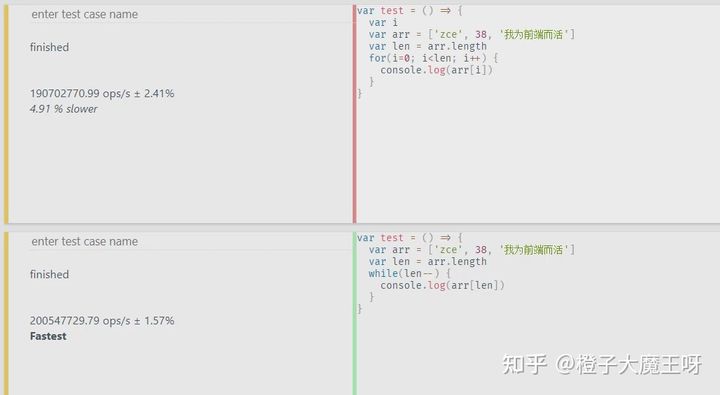 enter test case name
finished
190702770.99 ops/s ± 2.41%
4.91 % slower
var test = () => {
  var i
  var arr = ['zce', 38, '我为前端而活']
  var len = arr.length
  for(i=0; i<len; i++) {
    console.log(arr[i])
  }
}
enter test case name
finished
200547729.79 ops/s ± 1.57%
Fastest
var test = () => {
  var arr = ['zce', 38, '我为前端而活']
  var len = arr.length
  while(len--) {
    console.log(arr[len])
  }
}
知乎 @橙子大魔王呀